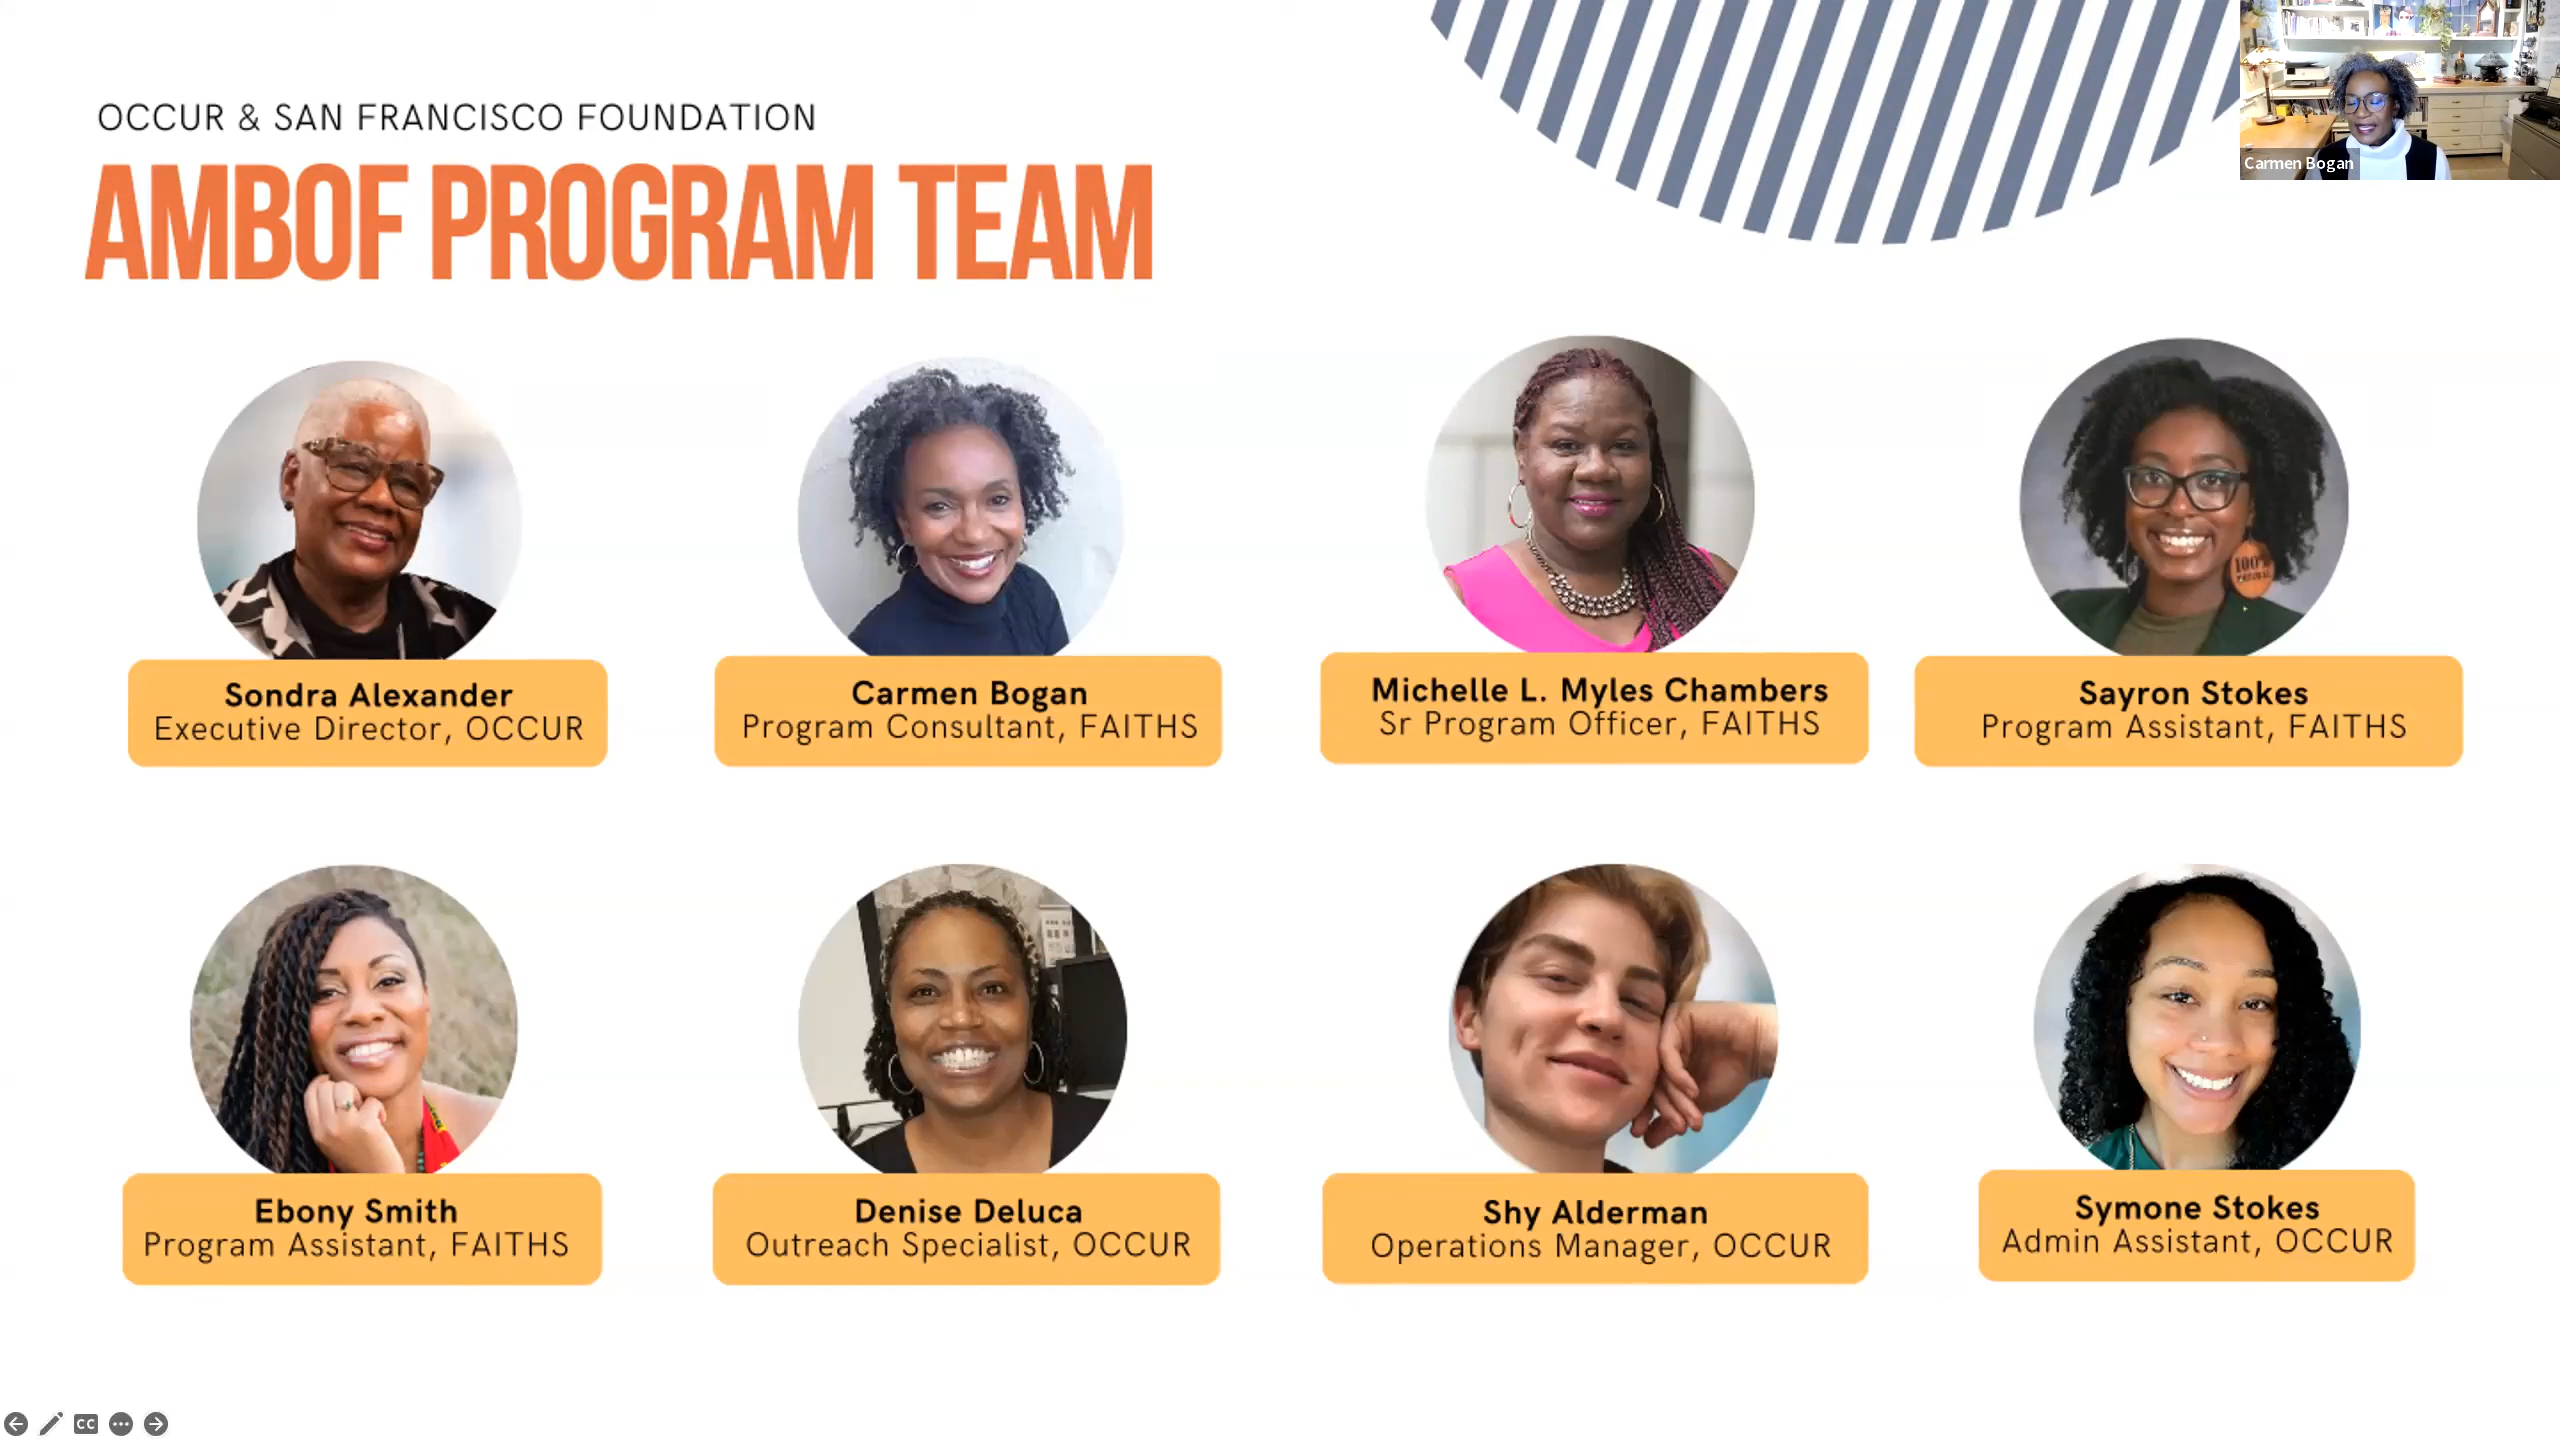 OCCUR & SAN FRANCISCO FOUNDATION
AMBOF PROGRAM TEAM
Carmen Bogan
100%
Sondra Alexander
Executive Director, OCCUR
Carmen Bogan
Program Consultant, FAITHS
Michelle L. Myles Chambers
Sr Program Officer, FAITHS
Sayron Stokes
Program Assistant, FAITHS
Ebony Smith
Program Assistant, FAITHS
Denise Deluca
Outreach Specialist, OCCUR
Shy Alderman
Operations Manager, OCCUR
Symone Stokes
Admin Assistant, OCCUR
CC